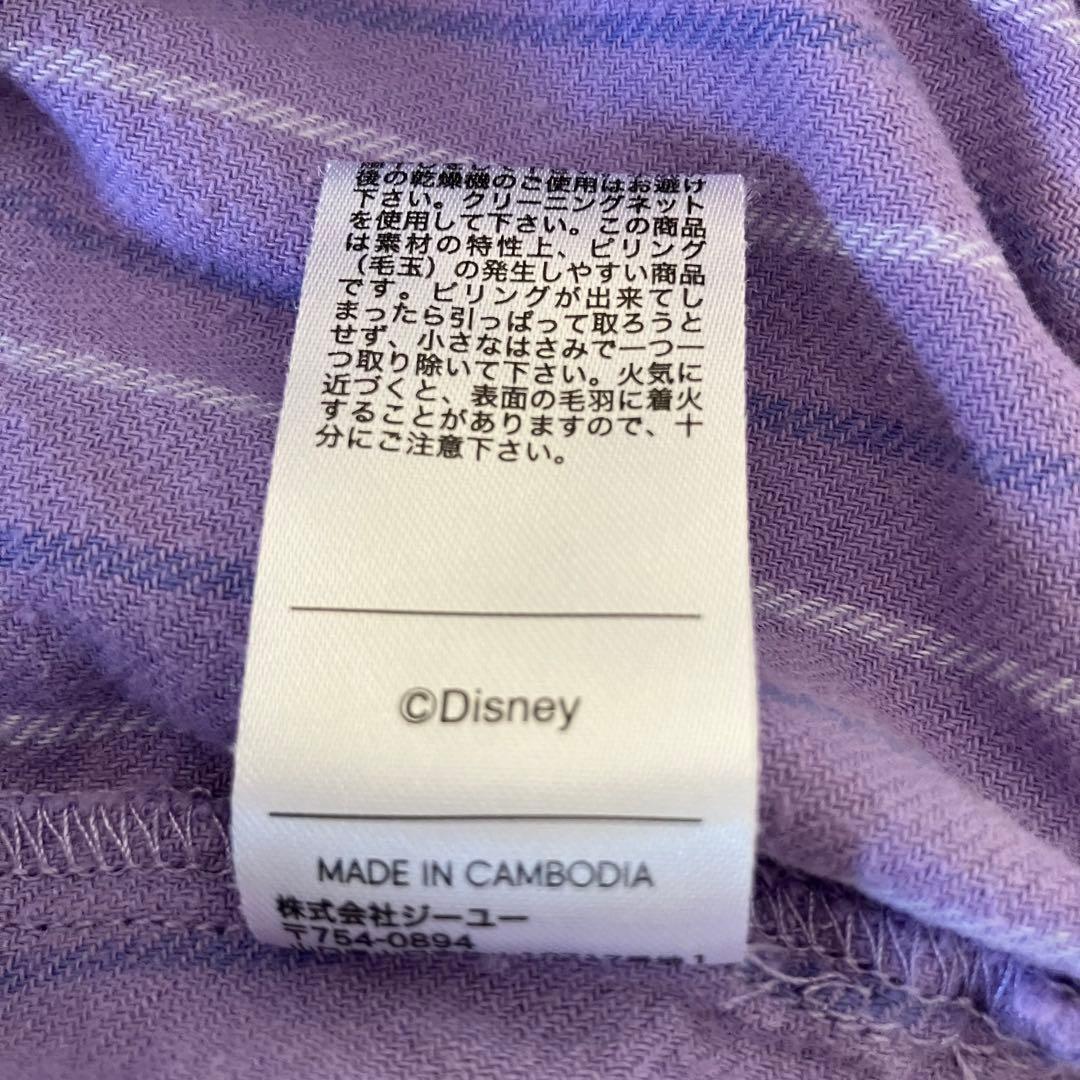 後の乾燥機のご使用はお避け
下さい。クリーニングネット
を使用して下さい。この商品
は素材の特性上、ピリング
(毛玉)の発生しやすい商品
です。ピリングが出来てし
まったら引っぱって取ろうと
せず、小さなはさみで一つ一
つ取り除いて下さい。火気に
近づくと、表面の毛羽に着火
することがありますので、十
分にご注意下さい。
©Disney
MADE IN CAMBODIA
株式会社ジーユー
〒754-0894